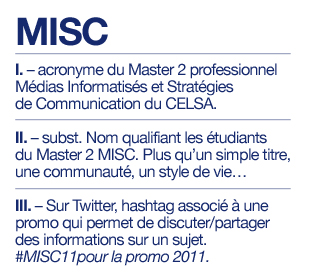 MISC
I. – acronyme du Master 2 professionnel
Médias Informatisés et Stratégies
de Communication du CELSA.
II. – subst. Nom qualifiant les étudiants
du Master 2 MISC. Plus qu’un simple titre,
une communauté, un style de vie…
III. – Sur Twitter, hashtag associé à une
promo qui permet de discuter/partager
des informations sur un sujet.
#MISC11pour la promo 2011.